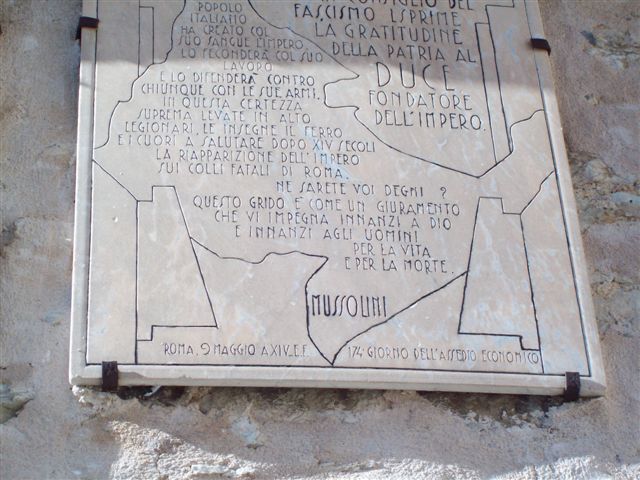 POPOLO
ITALIANO
HA CREATO COL
SUO SANGUE L'IMPERO,
LO FECONDERÀ COL SUO
LAVORO
E LO DIFENDERÀ CONTRO
CHIUNQUE CON LE SUE ARMI.
IN QUESTA CERTEZZA
SUPREMA LEVATE IN ALTO
LEGIONARI, LE INSEGNE IL FERRO
E I CUORI A SALUTARE DOPO XIV SECOLI
LA RIAPPARIZIONE DELL'IMPERO
SUI COLLI FATALI DI ROMA.
NE SARETE VOI DEGNI ?
QUESTO GRIDO È COME UN GIURAMENTO
CHE VI IMPEGNA INNANZI A DIO
E INNANZI AGLI UOMINI
PER LA VITA
E PER LA MORTE.
MUSSOLINI
CONSIGLIO DEL
FASCISMO ESPRIME
LA GRATITUDINE
DELLA PATRIA AL
DUCE
FONDATORE
DELL'IMPERO.
ROMA, 9 MAGGIO A XIV. E.F.
174° GIORNO DELL'ASSEDIO ECONOMICO